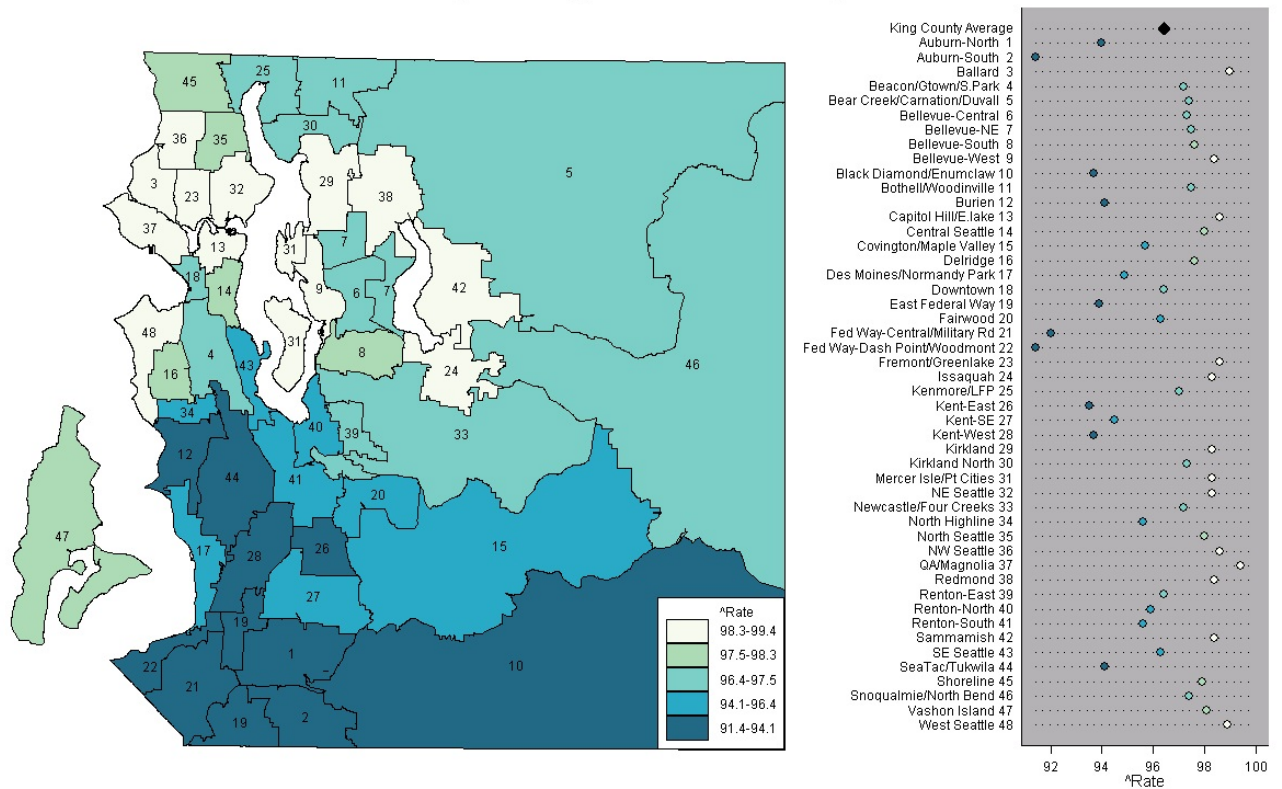 45
25
11
36
35
30
5
3
23
32
29
38
37
13
31
7
18
14
9
6
7
42
48
4
43
31
8
46
16
24
34
40
39
33
12
44
41
20
47
17
28
26
15
27
19
1
10
22
21
19
2
^Rate
98.3-99.4
97.5-98.3
96.4-97.5
94.1-96.4
91.4-94.1
King County Average
Auburn-North 1
Auburn-South 2
Ballard 3
Beacon/Gtown/S.Park 4
Bear Creek/Carnation/Duvall 5
Bellevue-Central 6
Bellevue-NE 7
Bellevue-South 8
Bellevue-West 9
Black Diamond/Enumclaw 10
Bothell/Woodinville 11
Burien 12
Capitol Hill/E.lake 13
Central Seattle 14
Covington/Maple Valley 15
Delridge 16
Des Moines/Normandy Park 17
Downtown 18
East Federal Way 19
Fairwood 20
Fed Way-Central/Military Rd 21
Fed Way-Dash Point/Woodmont 22
Fremont/Greenlake 23
Issaquah 24
Kenmore/LFP 25
Kent-East 26
Kent-SE 27
Kent-West 28
Kirkland 29
Kirkland North 30
Mercer Isle/Pt Cities 31
NE Seattle 32
Newcastle/Four Creeks 33
North Highline 34
North Seattle 35
NW Seattle 36
QA/Magnolia 37
Redmond 38
Renton-East 39
Renton-North 40
Renton-South 41
Sammamish 42
SE Seattle 43
SeaTac/Tukwila 44
Shoreline 45
Snoqualmie/North Bend 46
Vashon Island 47
West Seattle 48
92 94 96 98 100
^Rate